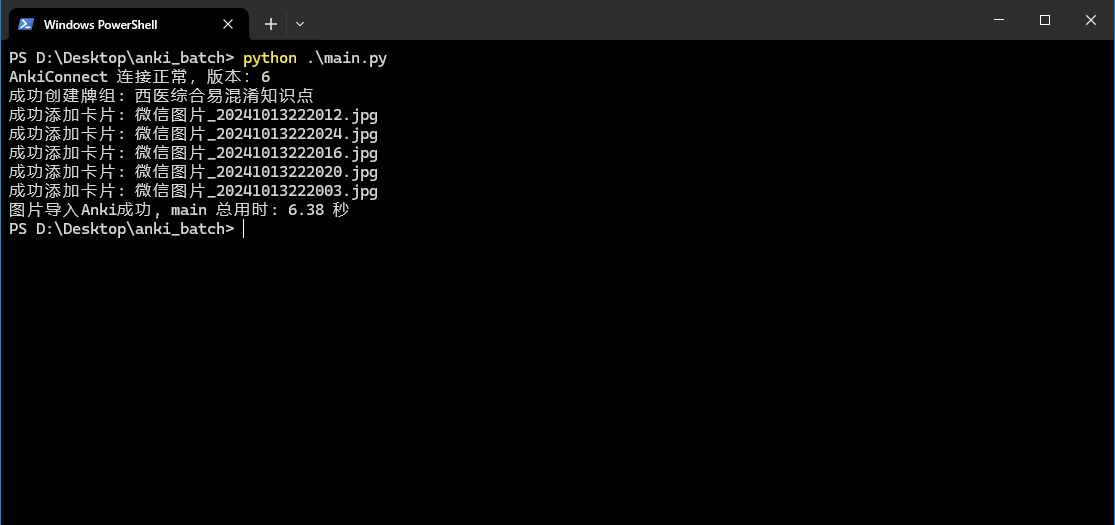 Windows PowerShell
PS D:\Desktop\anki_batch> python .\main.py
AnkiConnect 连接正常，版本：6
成功创建牌组：西医综合易混淆知识点
成功添加卡片：微信图片_20241013222012.jpg
成功添加卡片：微信图片_20241013222024.jpg
成功添加卡片：微信图片_20241013222016.jpg
成功添加卡片：微信图片_20241013222020.jpg
成功添加卡片：微信图片_20241013222003.jpg
图片导入Anki成功，main 总用时：6.38 秒
PS D:\Desktop\anki_batch>